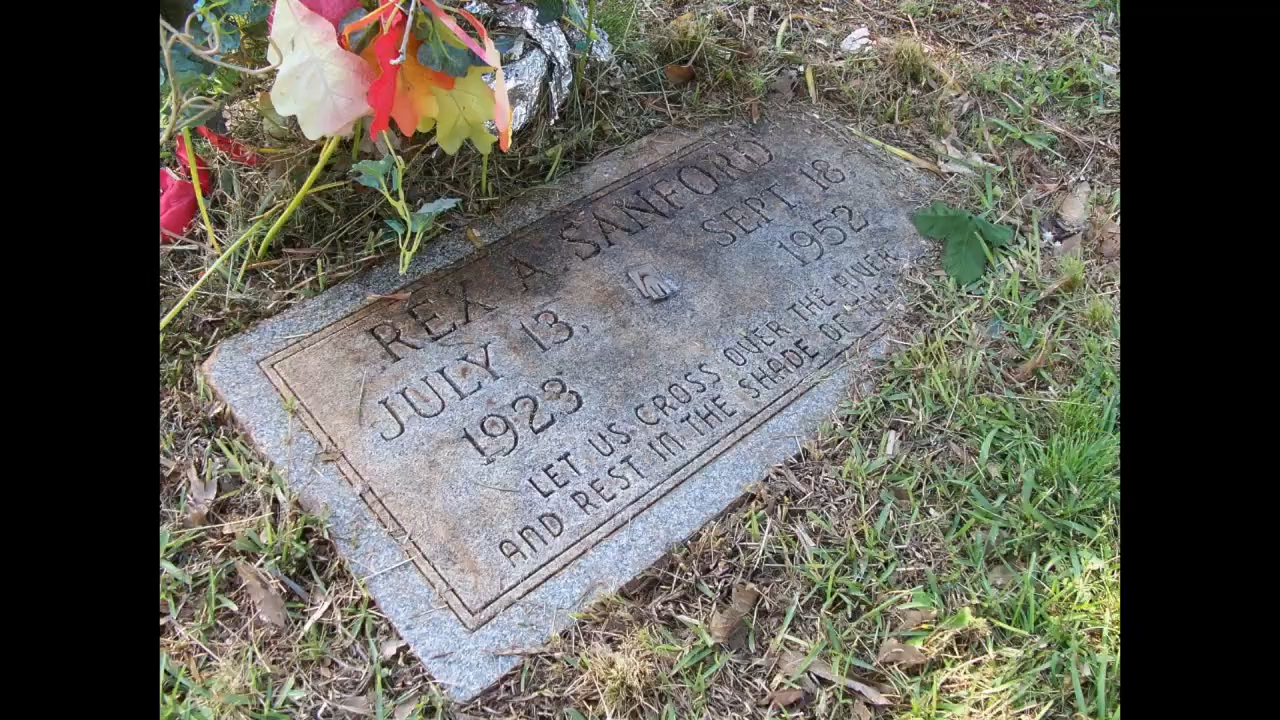 REX A SANFORD
JULY 13, SEPT. 18
1923 1952
LET US CROSS OVER THE RIVER
AND REST IN THE SHADE OF THE